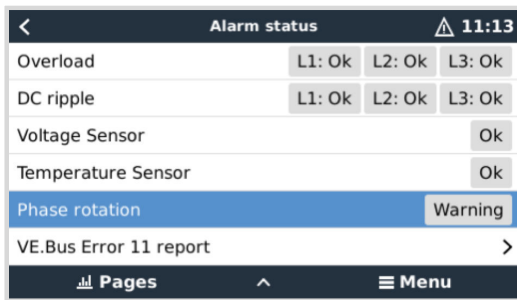 Alarm status 11:13
Overload L1: Ok L2: Ok L3: Ok
DC ripple L1: Ok L2: Ok L3: Ok
Voltage Sensor Ok
Temperature Sensor Ok
Phase rotation Warning
VE.Bus Error 11 report
Pages Menu